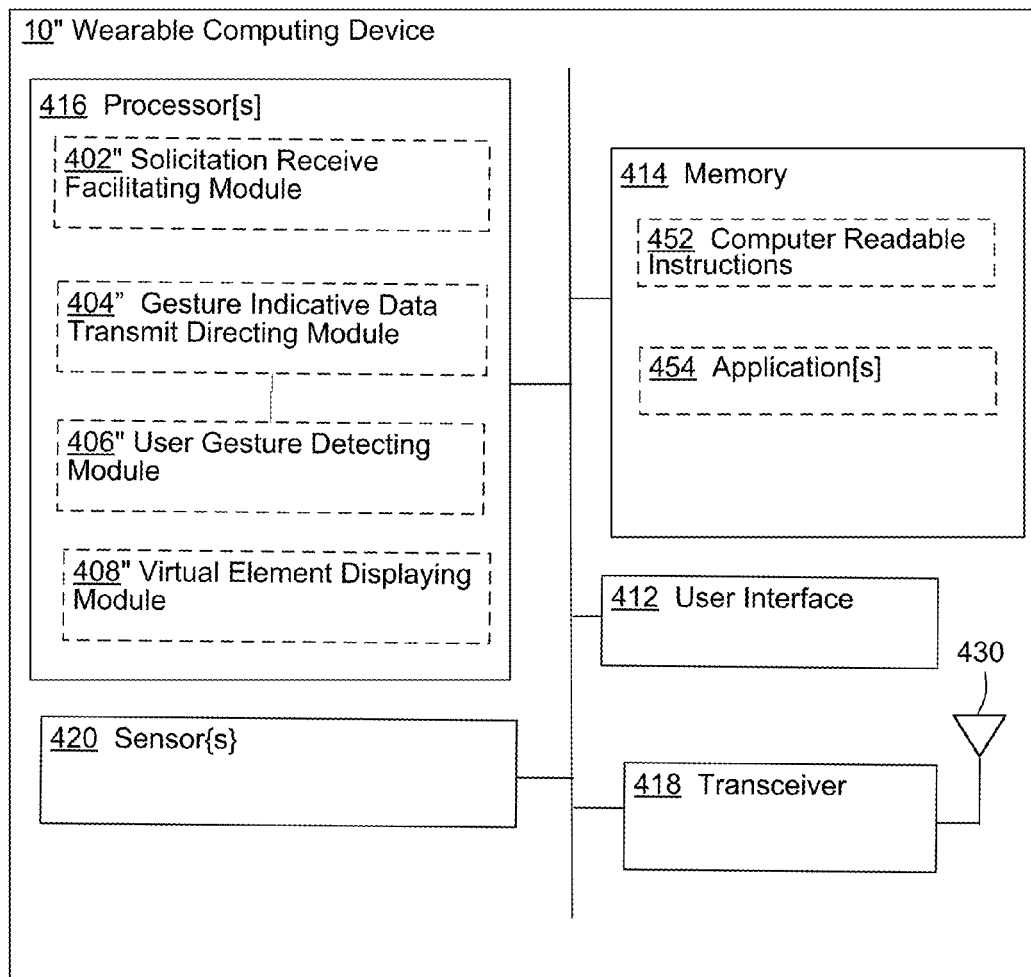 10" Wearable Computing Device
416 Processor[s]
402" Solicitation Receive
Facilitating Module
404” Gesture Indicative Data
Transmit Directing Module
406" User Gesture Detecting
Module
408" Virtual Element Displaying
Module
420 Sensor{s}
414 Memory
452 Computer Readable
Instructions
454 Application[s]
412 User Interface
430
418 Transceiver